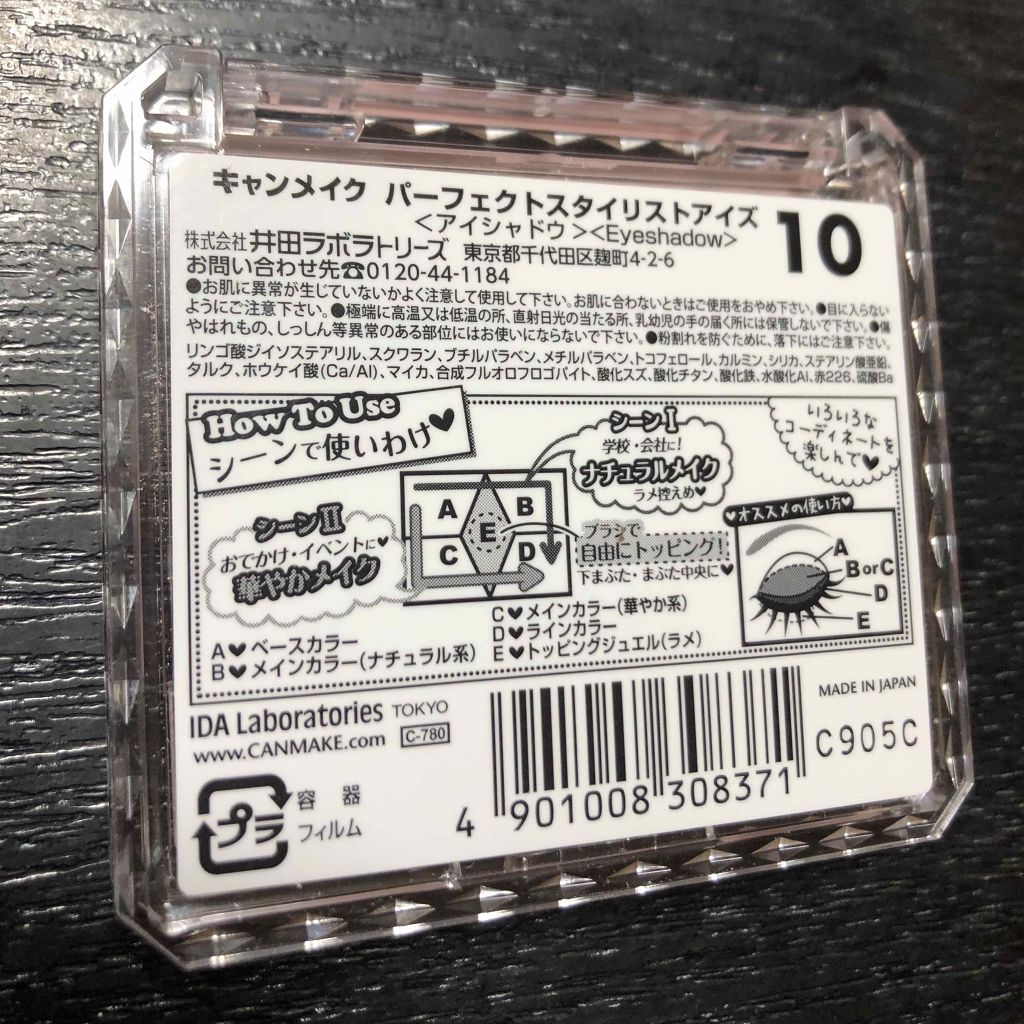 キャンメイク パーフェクトスタイリストアイズ
<アイシャドウ><Eyeshadow>
10
株式会社 井田ラボラトリーズ 東京都千代田区麹町4-2-6
お問い合わせ先☎0120-44-1184
●お肌に異常が生じていないかよく注意して使用して下さい。お肌に合わないときはご使用をおやめ下さい。●目に入らない
ようにご注意下さい。●極端に高温又は低温の所、直射日光の当たる所、乳幼児の手の届く所には保管しないで下さい。●傷
やはれもの、しっしん等異常のある部位にはお使いにならないで下さい。●粉割れを防ぐために、落下にはご注意下さい。
リンゴ酸ジイソステアリル、スクワラン、ブチルパラベン、メチルパラベン、トコフェロール、カルミン、シリカ、ステアリン酸亜鉛、
タルク、ホウケイ酸(Ca/Al)、マイカ、合成フルオロフロゴパイト、酸化スズ、酸化チタン、酸化鉄、水酸化Al、赤226、硫酸Ba
How To Use
シーンで使いわけ♥
シーンI
学校・会社に!
ナチュラルメイク
ラメ控えめ♥
いろいろな
コーディネートを
楽しんで♥
シーンII
おでかけ・イベントに♥
華やかメイク
A B
E
C D
ブラシで
自由にトッピング!
下まぶた・まぶた中央に♥
♥オススメの使い方♥
A
B or C
D
E
A♥ベースカラー
B♥メインカラー(ナチュラル系)
C♥メインカラー(華やか系)
D♥ラインカラー
E♥トッピングジュエル(ラメ)
IDA Laboratories TOKYO
www.CANMAKE.com C-780
MADE IN JAPAN
C905C
4 901008 308371
プラ
容器
フィルム